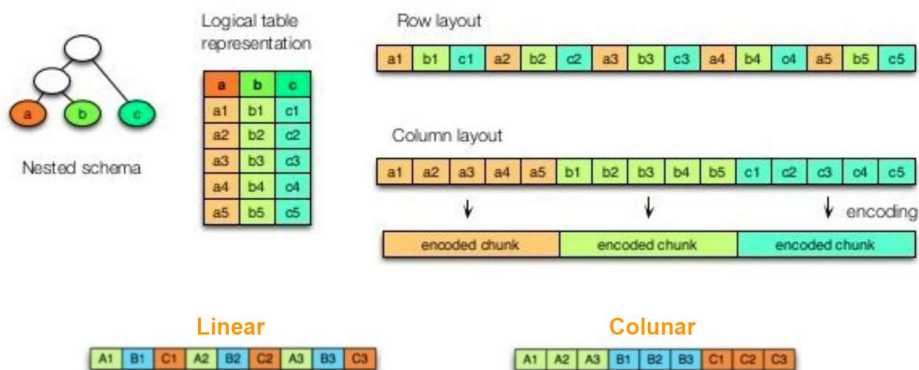 Logical table
representation
a b c
a1 b1 c1
a2 b2 c2
a3 b3 c3
a4 b4 c4
a5 b5 c5
a b c
Nested schema
Row layout
a1 b1 c1 a2 b2 c2 a3 b3 c3 a4 b4 c4 a5 b5 c5
Column layout
a1 a2 a3 a4 a5 b1 b2 b3 b4 b5 c1 c2 c3 c4 c5
encoding
encoded chunk encoded chunk encoded chunk
Linear
A1 B1 C1 A2 B2 C2 A3 B3 C3
Colunar
A1 A2 A3 B1 B2 B3 C1 C2 C3